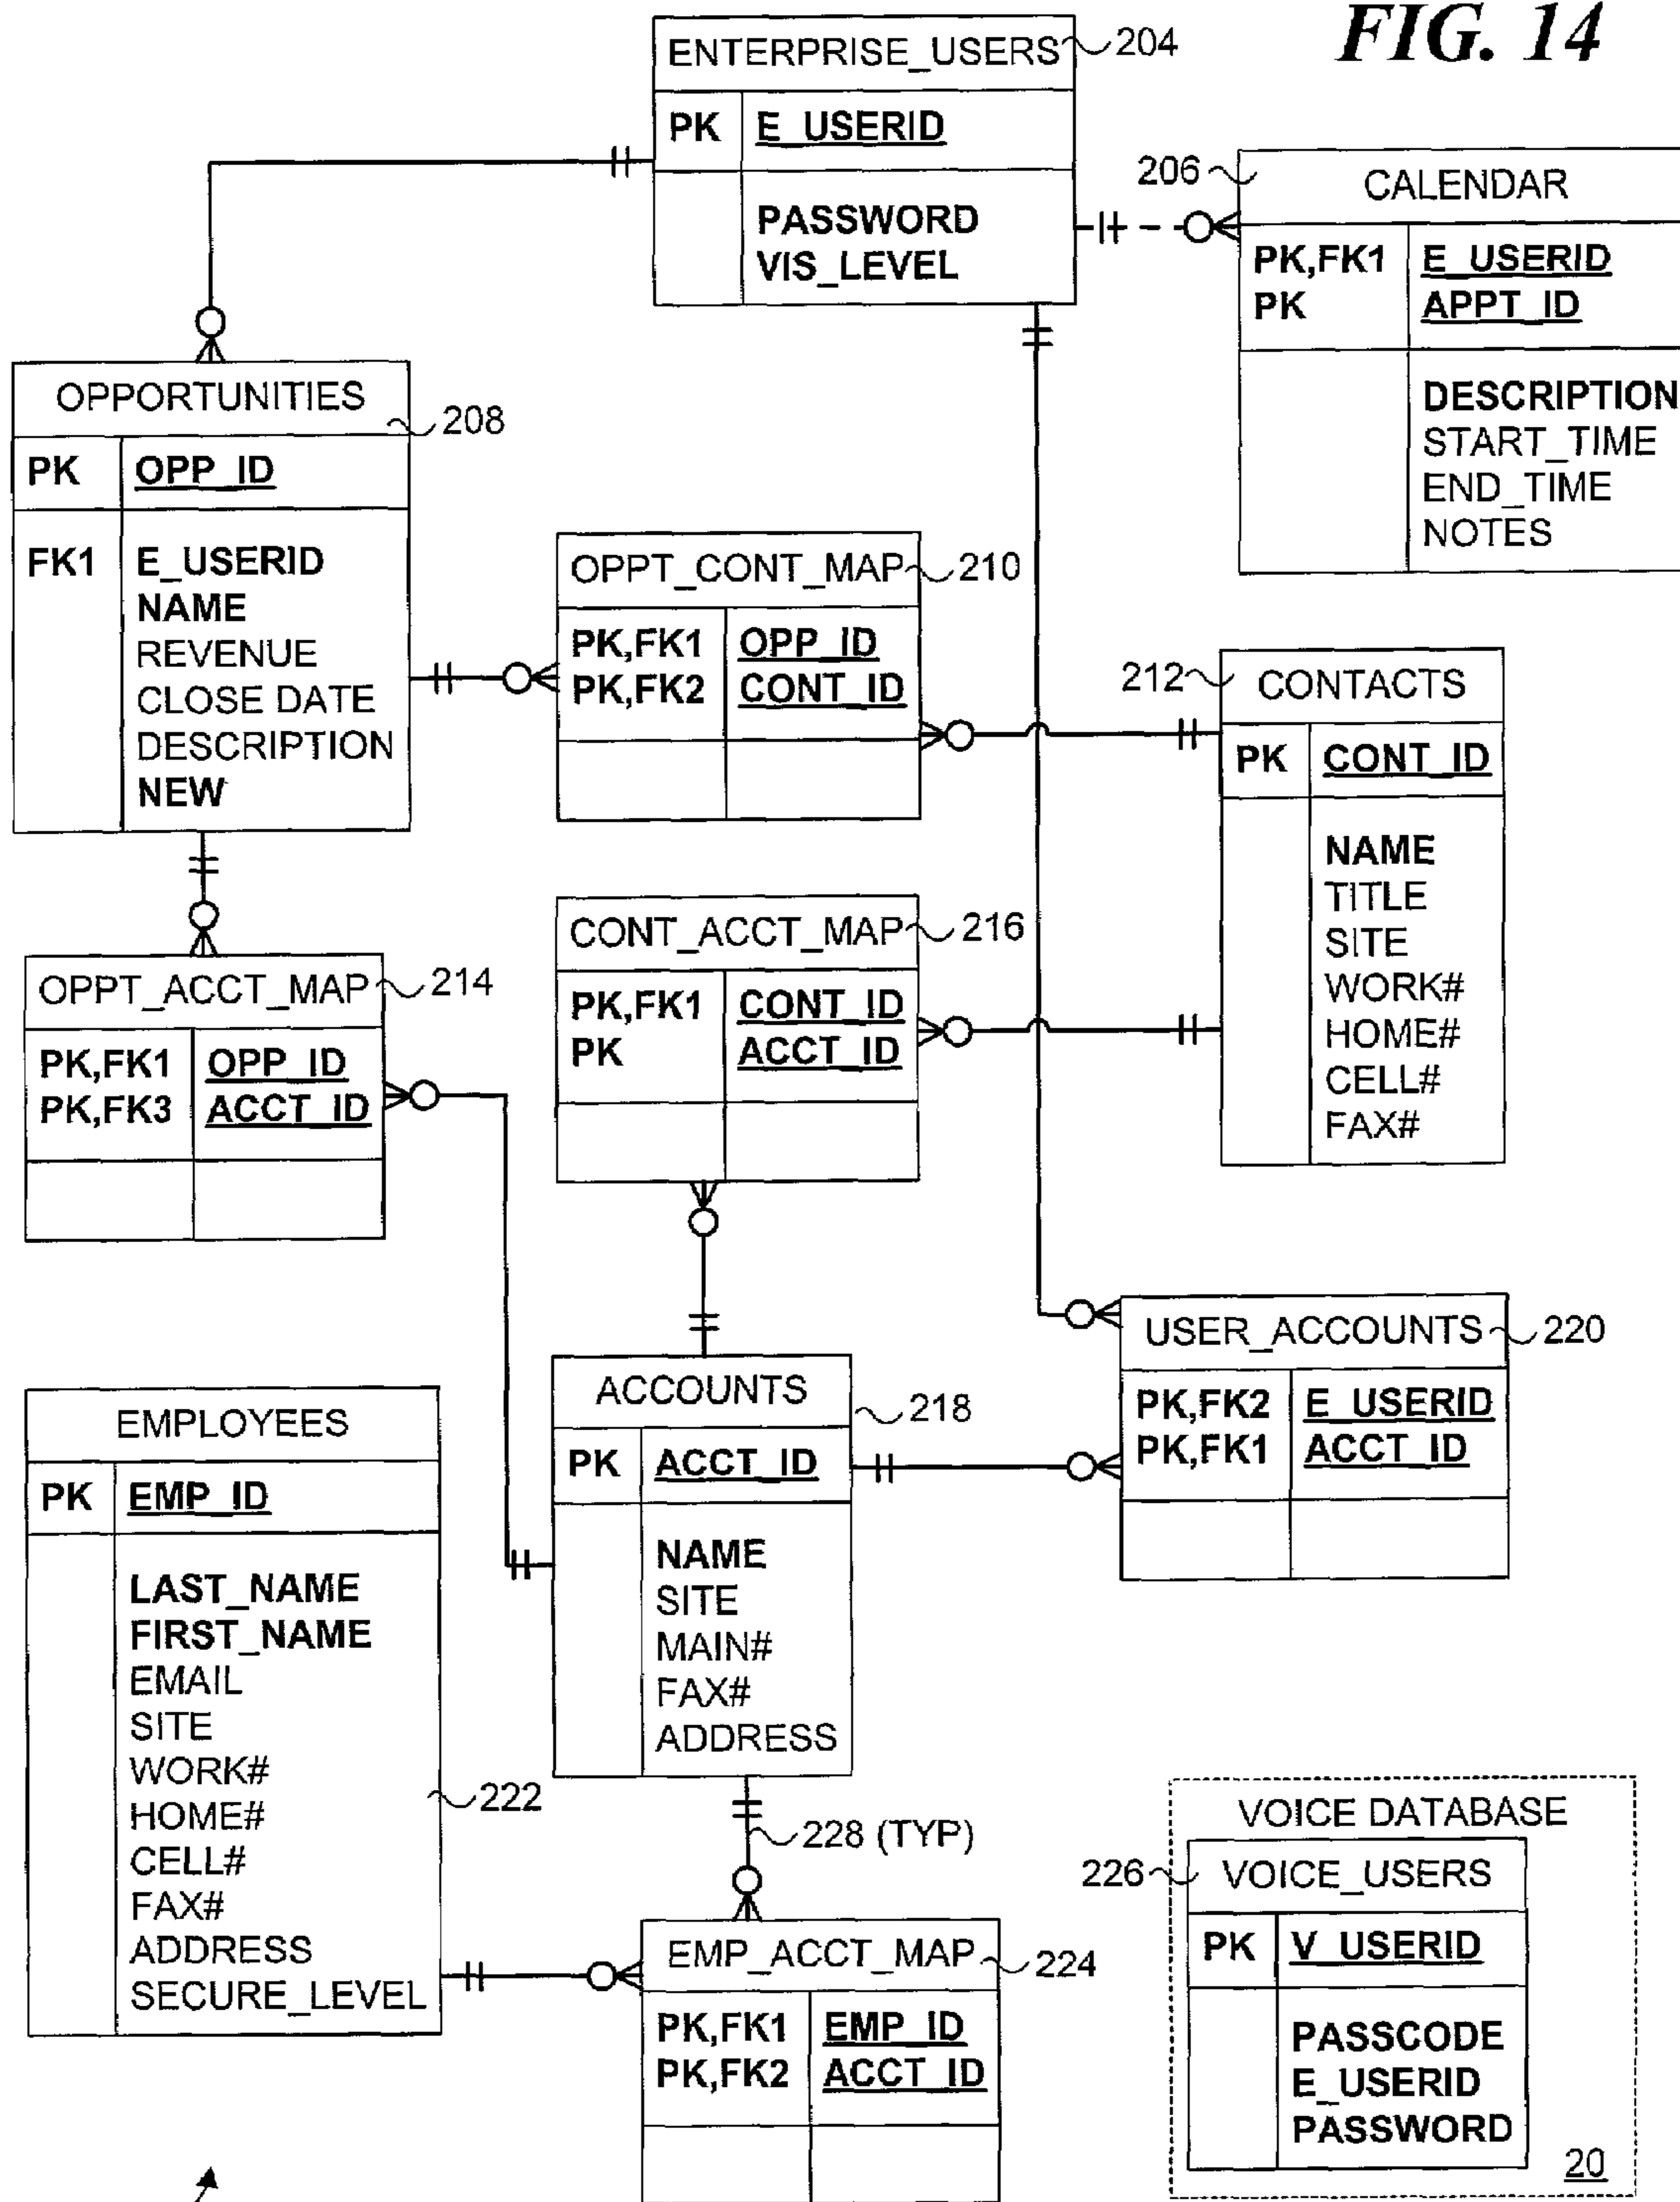 FIG. 14
ENTERPRISE_USERS
204
PK E_USERID
PASSWORD
VIS_LEVEL
206
CALENDAR
PK,FK1 E_USERID
PK APPT_ID
DESCRIPTION
START_TIME
END_TIME
NOTES
OPPORTUNITIES
208
PK OPP_ID
FK1 E_USERID
NAME
REVENUE
CLOSE DATE
DESCRIPTION
NEW
OPPT_CONT_MAP
210
PK,FK1 OPP_ID
PK,FK2 CONT_ID
212
CONTACTS
PK CONT_ID
NAME
TITLE
SITE
WORK#
HOME#
CELL#
FAX#
OPPT_ACCT_MAP
214
PK,FK1 OPP_ID
PK,FK3 ACCT_ID
CONT_ACCT_MAP
216
PK,FK1 CONT_ID
PK ACCT_ID
USER_ACCOUNTS
220
PK,FK2 E_USERID
PK,FK1 ACCT_ID
ACCOUNTS
218
PK ACCT_ID
NAME
SITE
MAIN#
FAX#
ADDRESS
EMPLOYEES
PK EMP_ID
LAST_NAME
FIRST_NAME
EMAIL
SITE
WORK#
HOME#
CELL#
FAX#
ADDRESS
SECURE_LEVEL
222
228 (TYP)
EMP_ACCT_MAP
224
PK,FK1 EMP_ID
PK,FK2 ACCT_ID
VOICE DATABASE
226
VOICE_USERS
PK V_USERID
PASSCODE
E_USERID
PASSWORD
20